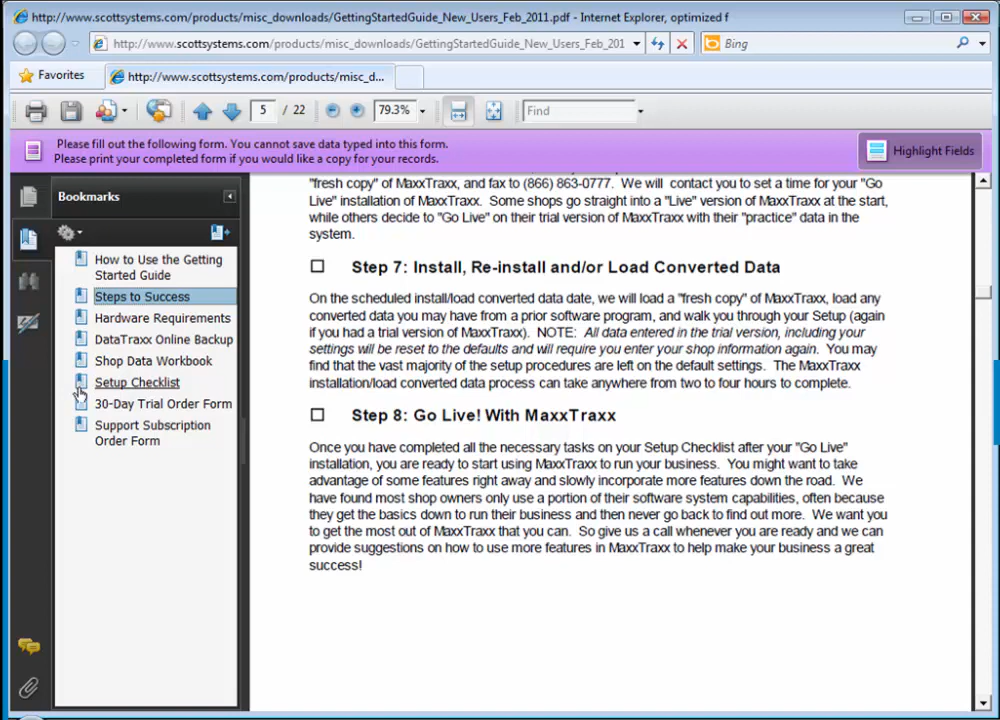 http://www.scottsystems.com/products/misc_downloads/GettingStartedGuide_New_Users_Feb_2011.pdf - Internet Explorer, optimized f
http://www.scottsystems.com/products/misc_downloads/GettingStartedGuide_New_Users_Feb_201
Bing
Favorites
http://www.scottsystems.com/products/misc_d...
5 / 22
79.3%
Find
Please fill out the following form. You cannot save data typed into this form.
Please print your completed form if you would like a copy for your records.
Highlight Fields
Bookmarks
How to Use the Getting
Started Guide
Steps to Success
Hardware Requirements
DataTraxx Online Backup
Shop Data Workbook
Setup Checklist
30-Day Trial Order Form
Support Subscription
Order Form
"fresh copy" of MaxxTraxx, and fax to (866) 863-0777. We will contact you to set a time for your "Go
Live" installation of MaxxTraxx. Some shops go straight into a "Live" version of MaxxTraxx at the start,
while others decide to "Go Live" on their trial version of MaxxTraxx with their "practice" data in the
system.
Step 7: Install, Re-install and/or Load Converted Data
On the scheduled install/load converted data date, we will load a "fresh copy" of MaxxTraxx, load any
converted data you may have from a prior software program, and walk you through your Setup (again
if you had a trial version of MaxxTraxx). NOTE: All data entered in the trial version, including your
settings will be reset to the defaults and will require you enter your shop information again. You may
find that the vast majority of the setup procedures are left on the default settings. The MaxxTraxx
installation/load converted data process can take anywhere from two to four hours to complete.
Step 8: Go Live! With MaxxTraxx
Once you have completed all the necessary tasks on your Setup Checklist after your "Go Live"
installation, you are ready to start using MaxxTraxx to run your business. You might want to take
advantage of some features right away and slowly incorporate more features down the road. We
have found most shop owners only use a portion of their software system capabilities, often because
they get the basics down to run their business and then never go back to find out more. We want you
to get the most out of MaxxTraxx that you can. So give us a call whenever you are ready and we can
provide suggestions on how to use more features in MaxxTraxx to help make your business a great
success!